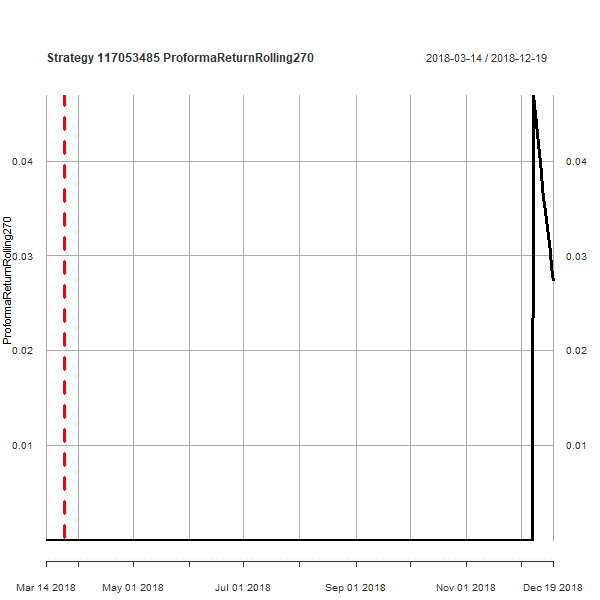 Strategy 117053485 ProformaReturnRolling270
2018-03-14 / 2018-12-19
ProformaReturnRolling270
0.04 0.04
0.03 0.03
0.02 0.02
0.01 0.01
Mar 14 2018 May 01 2018 Jul 01 2018 Sep 01 2018 Nov 01 2018 Dec 19 2018